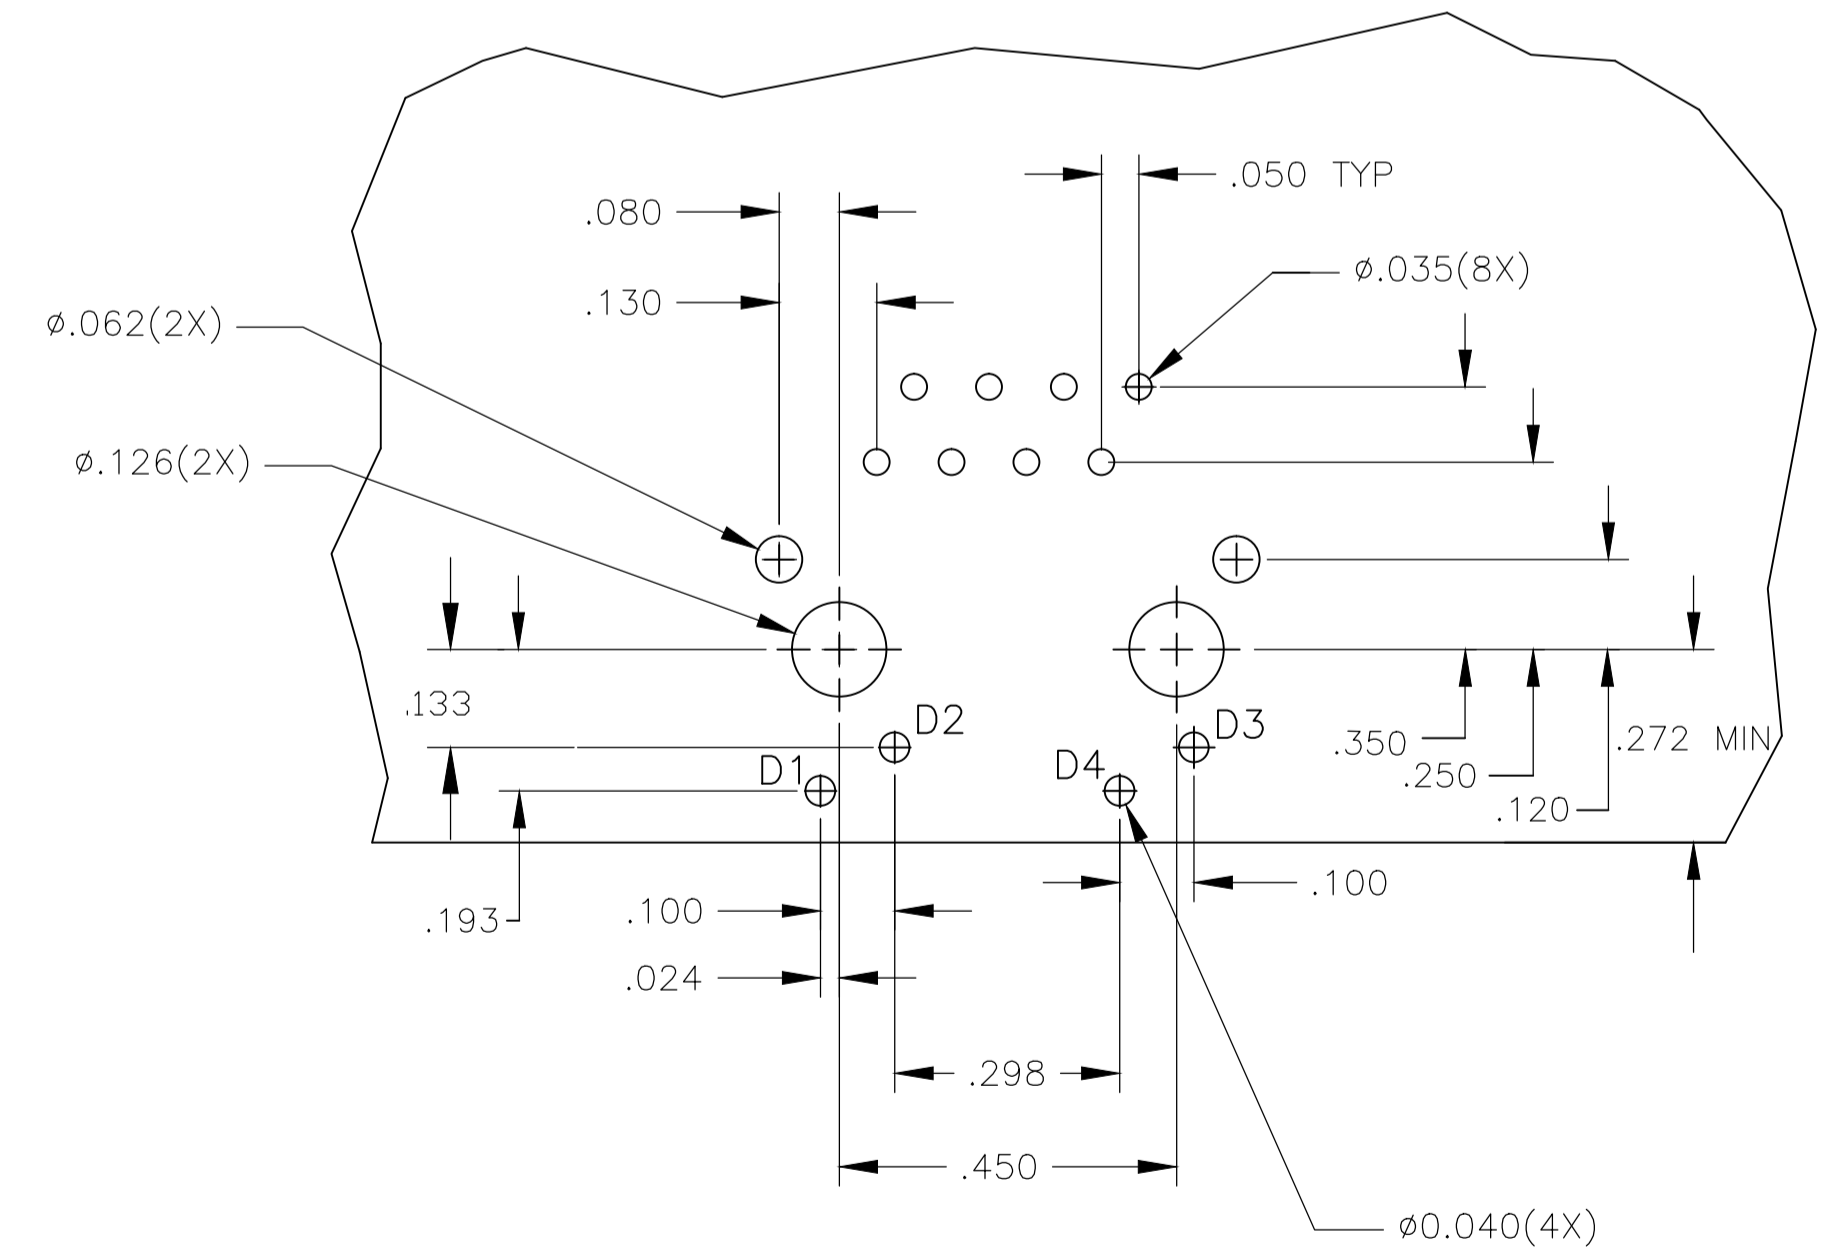 .050 TYP
.080
ø.035(8X)
.130
ø.062(2X)
ø.126(2X)
.133
D2
D3
.350
.272 MIN
D1
D4
.250
.120
.100
.193
.100
.024
.298
.450
ø0.040(4X)